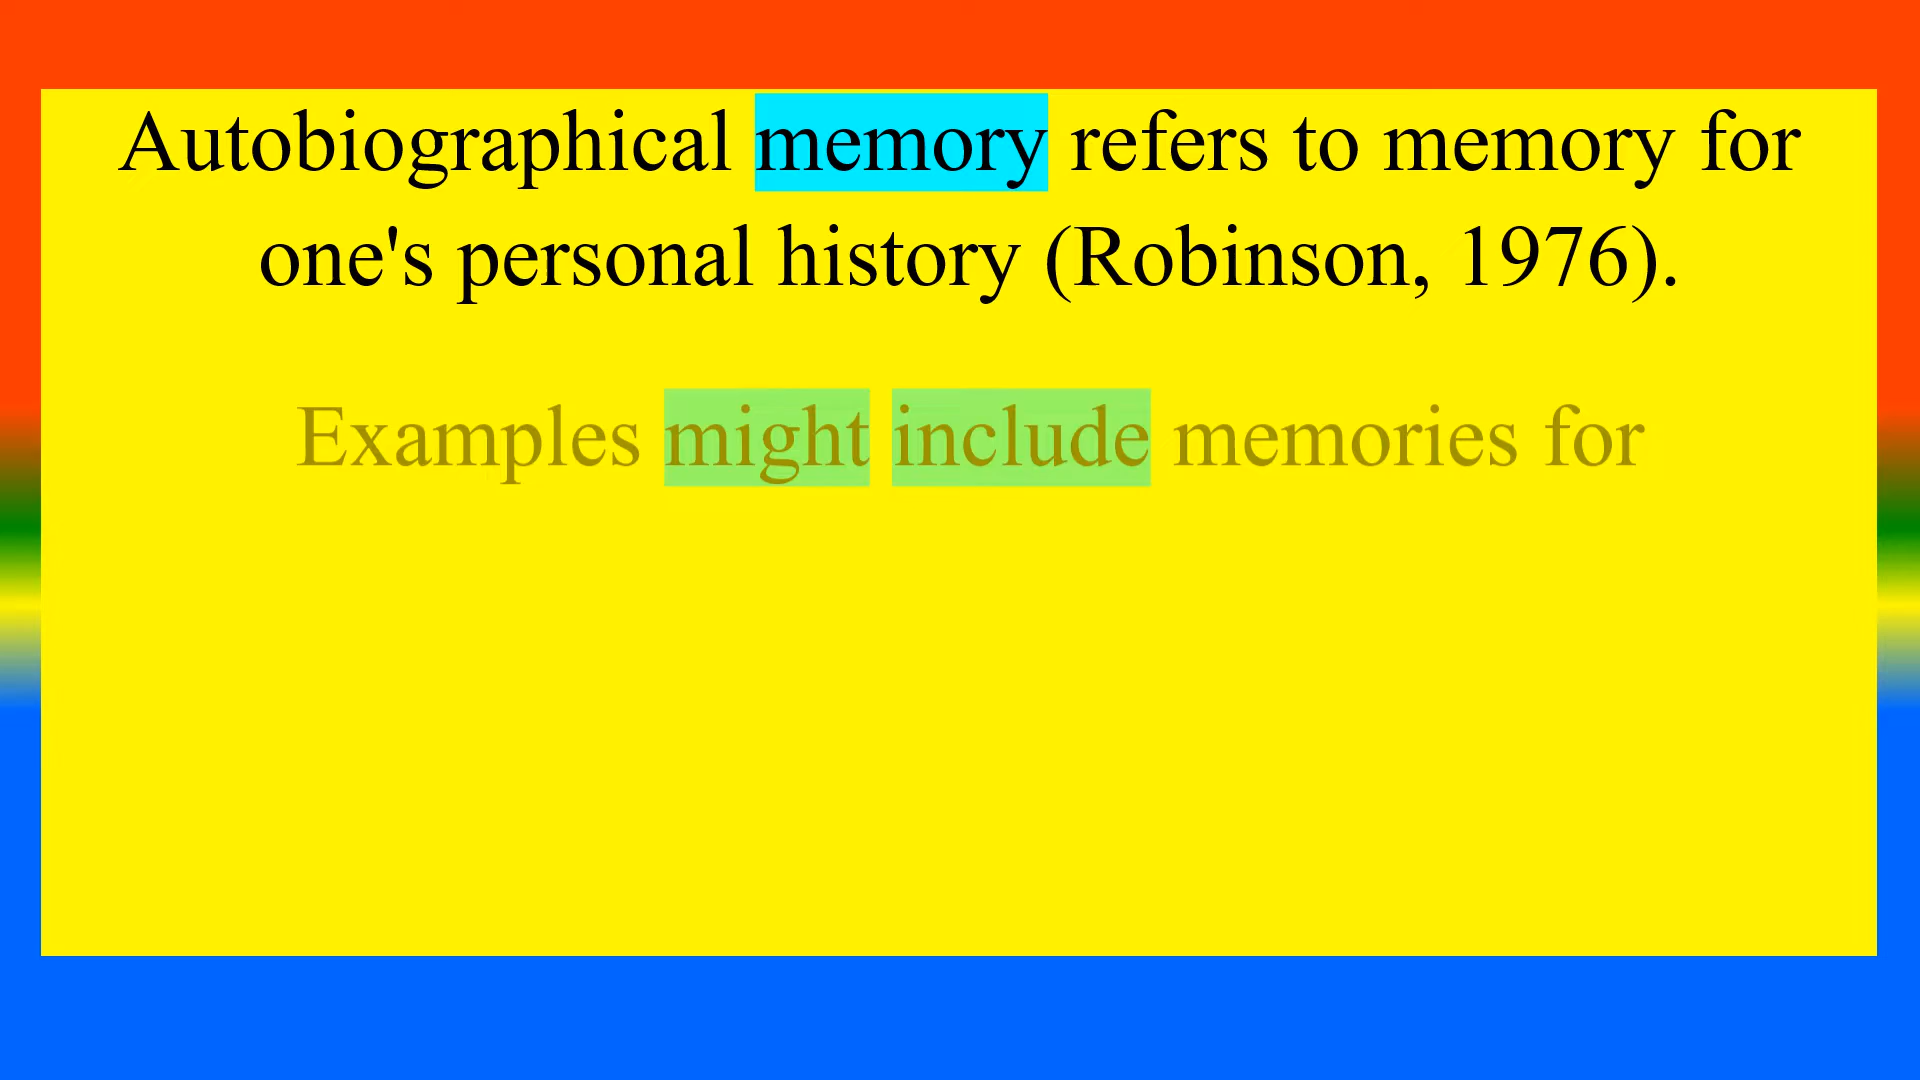 Autobiographical memory refers to memory for
one's personal history (Robinson, 1976).
Examples might include memories for